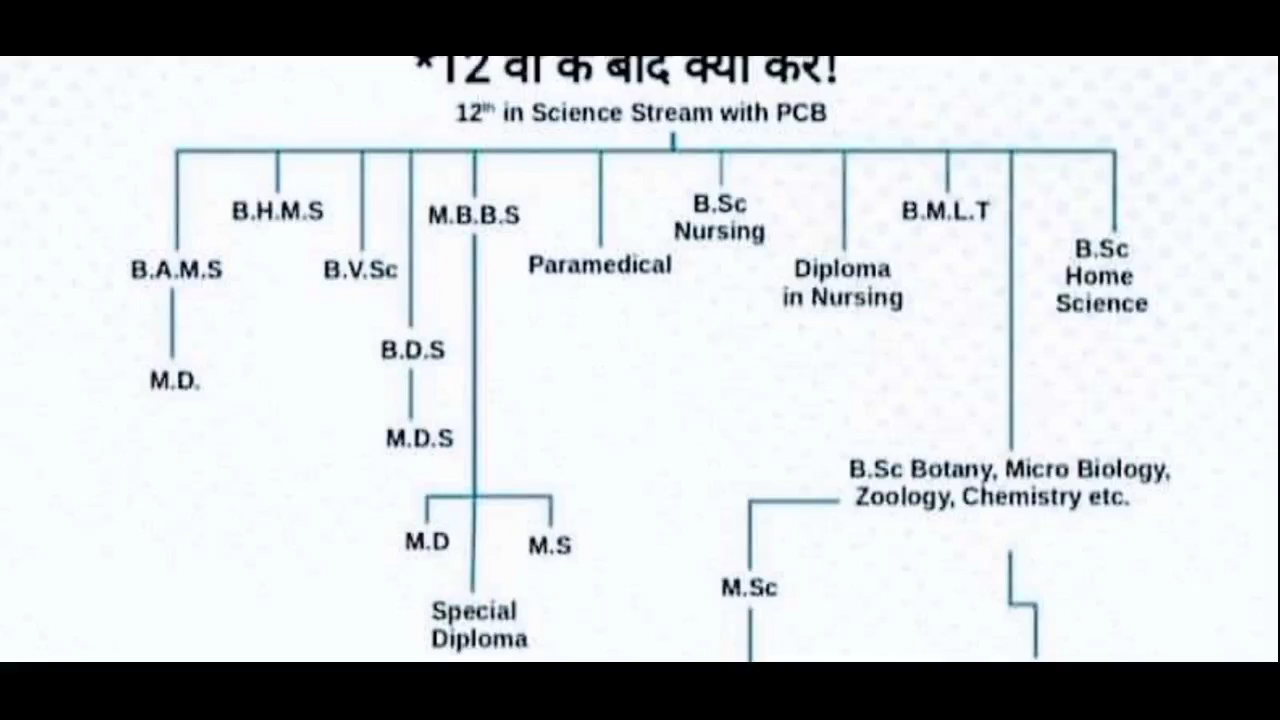 *12 वी के बाद क्या करें!
12th in Science Stream with PCB
B.H.M.S
M.B.B.S
B.Sc
Nursing
B.M.L.T
B.A.M.S
B.V.Sc
Paramedical
Diploma
in Nursing
B.Sc
Home
Science
B.D.S
M.D.
M.D.S
B.Sc Botany, Micro Biology,
Zoology, Chemistry etc.
M.D
M.S
M.Sc
Special
Diploma